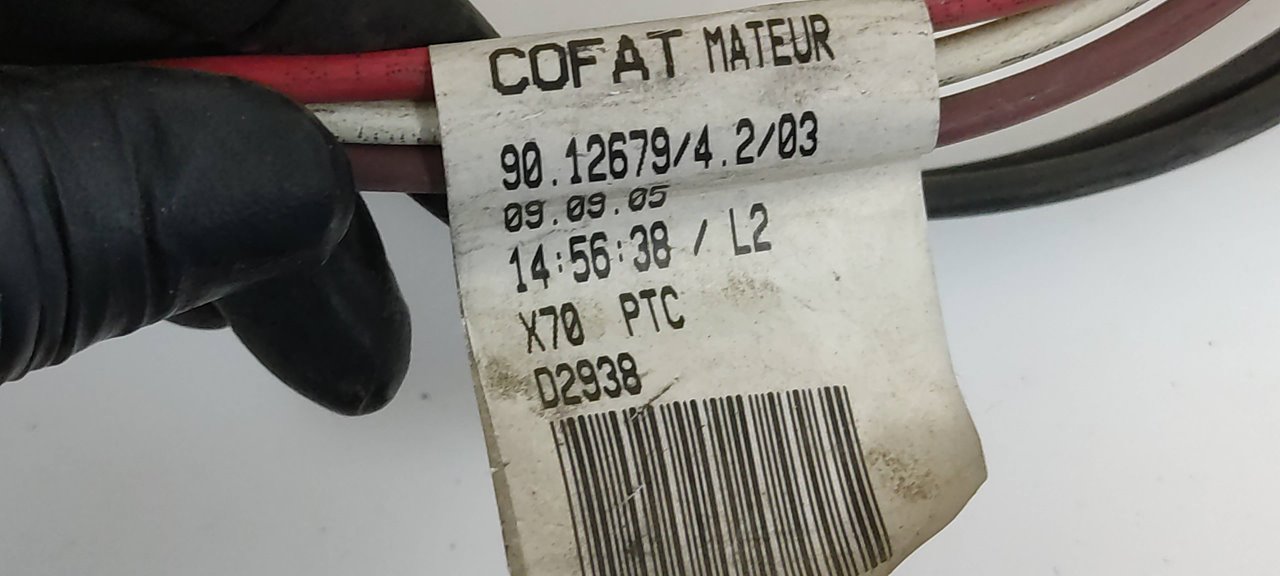 COFAT MATEUR
90.12679/4.2/03
09.09.05
14:56:38 / L2
X70 PTC
D2938